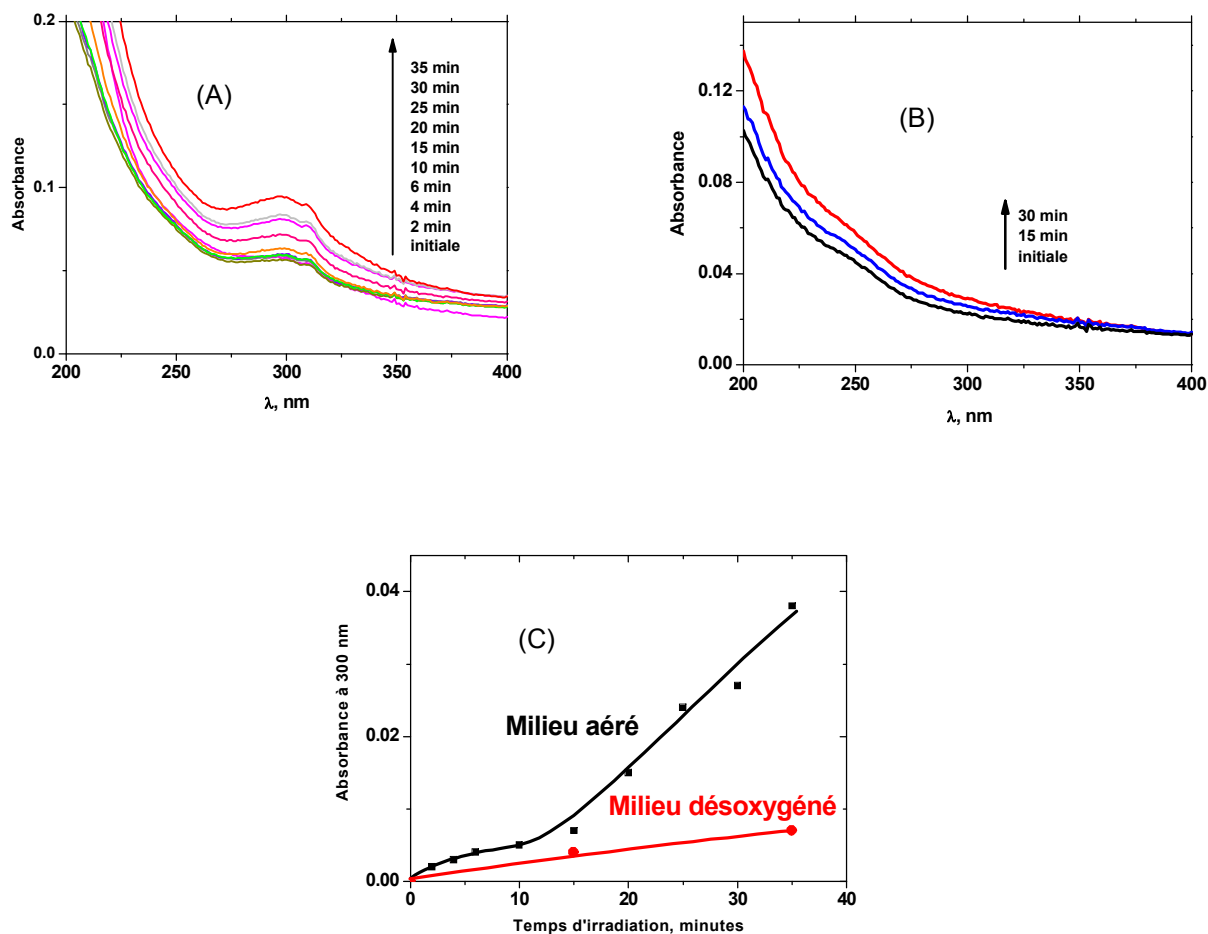 0.2
0.1
0.0
Absorbance
(A)
35 min
30 min
25 min
20 min
15 min
10 min
6 min
4 min
2 min
initiale
200
250
300
350
400
λ, nm
0.12
0.08
0.04
0.00
Absorbance
(B)
30 min
15 min
initiale
200
250
300
350
400
λ, nm
0.04
0.02
0.00
Absorbance à 300 nm
(C)
Milieu aéré
Milieu désoxygéné
0
10
20
30
40
Temps d'irradiation, minutes